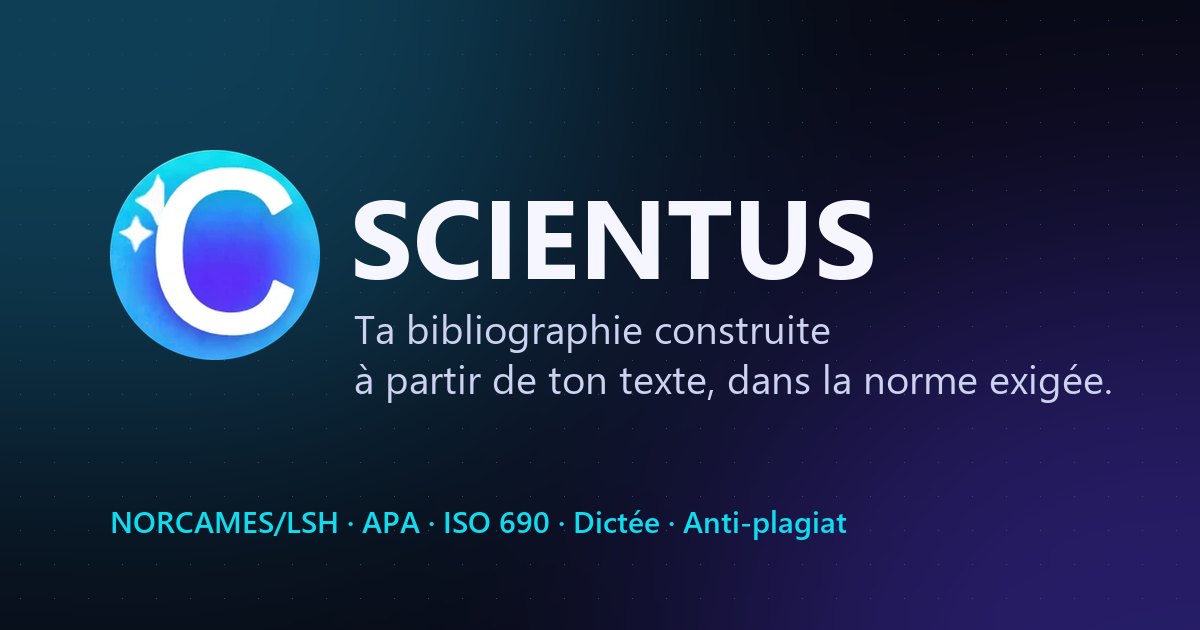 C
SCIENTUS
Ta bibliographie construite
à partir de ton texte, dans la norme exigée.
NORCAMES/LSH · APA · ISO 690 · Dictée · Anti-plagiat